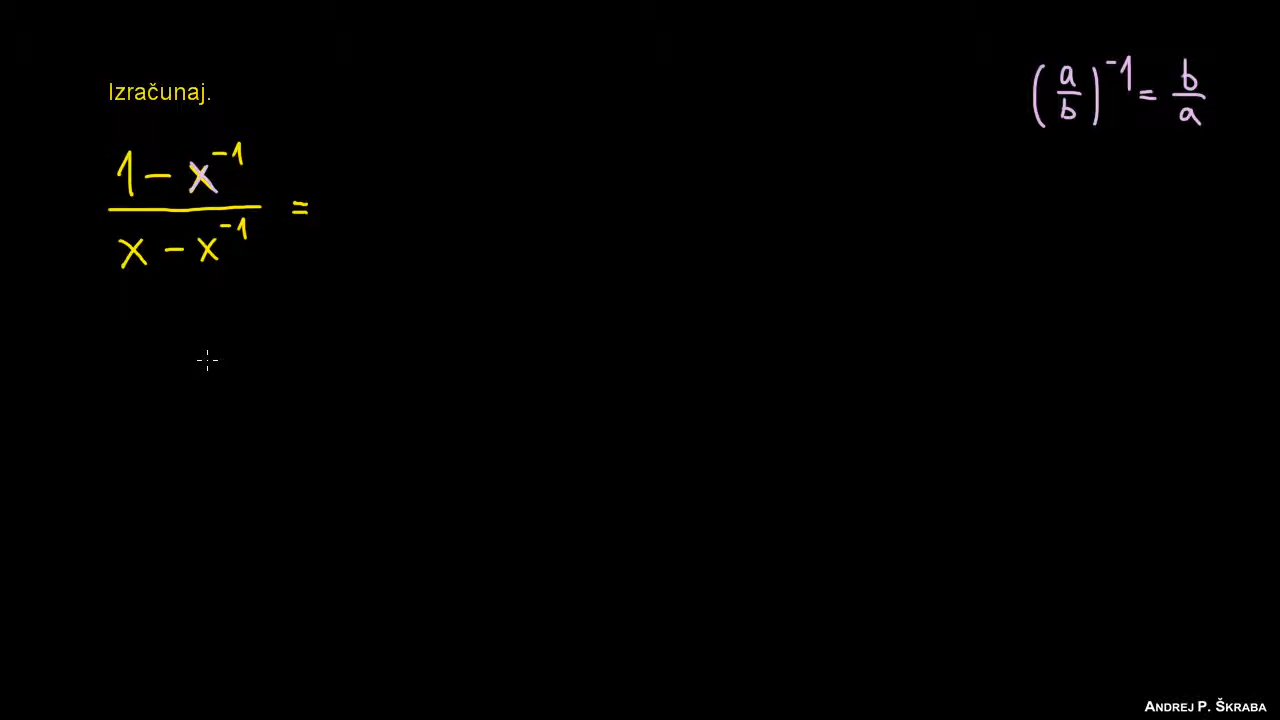 Izračunaj.
(a/b)⁻¹ = b/a
1 − x⁻¹
x − x⁻¹ =
ANDREJ P. ŠKRABA